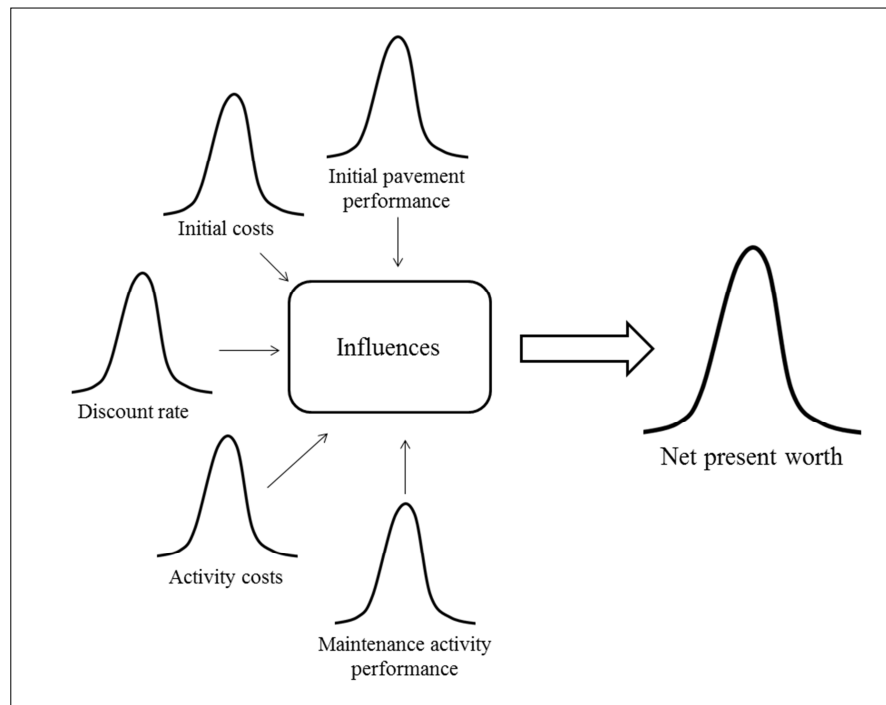 Initial pavement
performance
Initial costs
Influences
Discount rate
Net present worth
Activity costs
Maintenance activity
performance